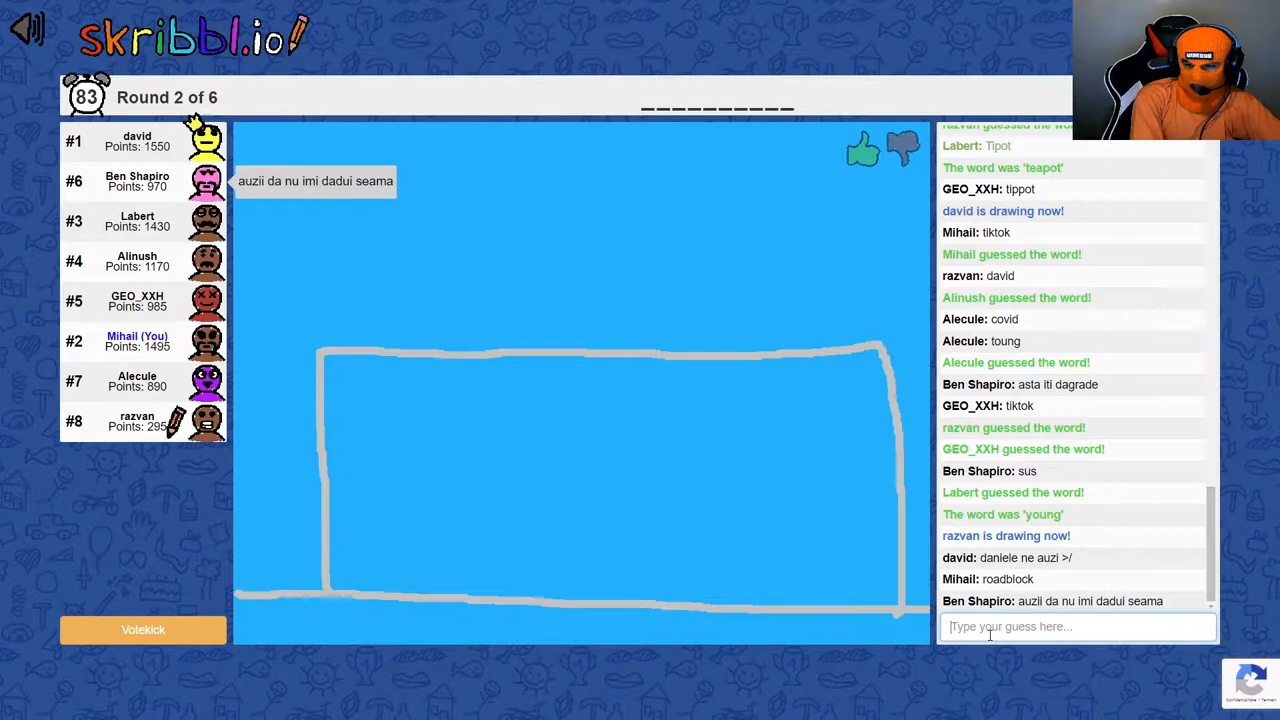 skribbl.io
83
Round 2 of 6
__________
#1
david
Points: 1550
#6
Ben Shapiro
Points: 970
#3
Labert
Points: 1430
#4
Alinush
Points: 1170
#5
GEO_XXH
Points: 985
#2
Mihail (You)
Points: 1495
#7
Alecule
Points: 890
#8
razvan
Points: 295
Votekick
auzii da nu imi dadui seama
razvan guessed the word!
Labert: Tipot
The word was 'teapot'
GEO_XXH: tippot
david is drawing now!
Mihail: tiktok
Mihail guessed the word!
razvan: david
Alinush guessed the word!
Alecule: covid
Alecule: toung
Alecule guessed the word!
Ben Shapiro: asta iti dagrade
GEO_XXH: tiktok
razvan guessed the word!
GEO_XXH guessed the word!
Ben Shapiro: sus
Labert guessed the word!
The word was 'young'
razvan is drawing now!
david: daniele ne auzi >/
Mihail: roadblock
Ben Shapiro: auzii da nu imi dadui seama
Type your guess here...